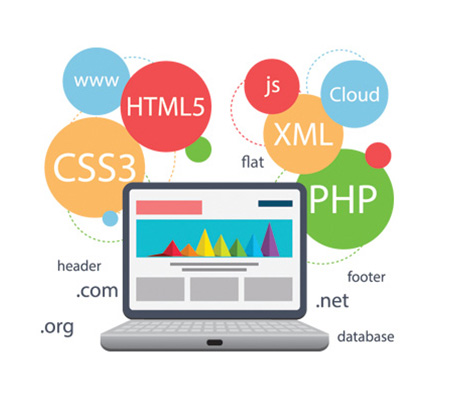 www
HTML5
js
Cloud
XML
CSS3
flat
PHP
header
footer
.com
.net
.org
database